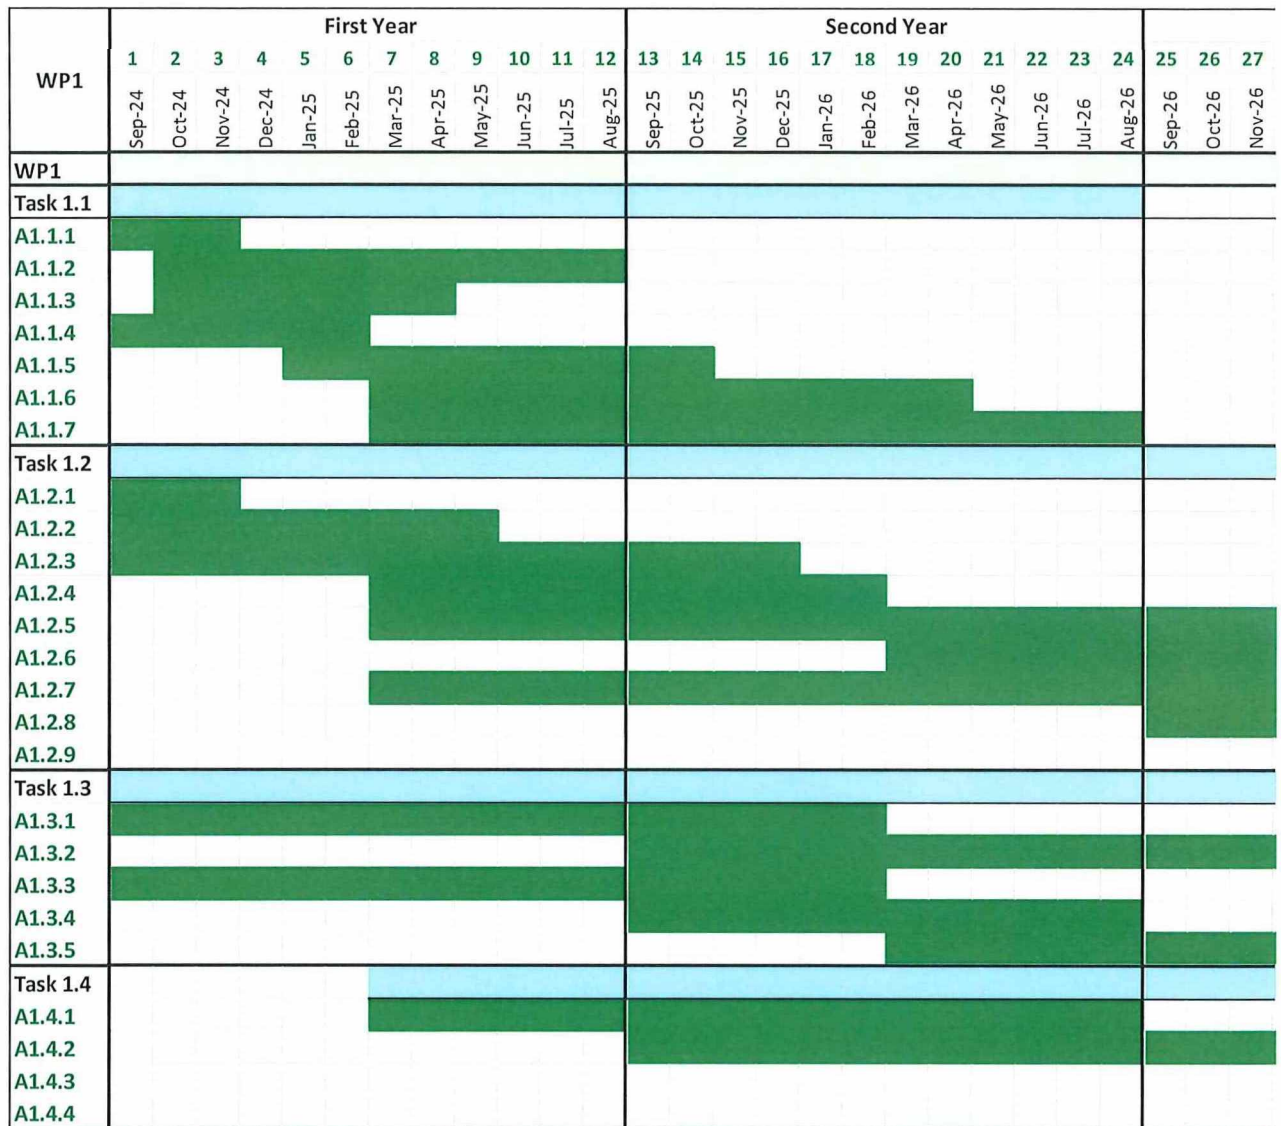 First Year Second Year
WP1
1 2 3 4 5 6 7 8 9 10 11 12 13 14 15 16 17 18 19 20 21 22 23 24 25 26 27
Sep-24 Oct-24 Nov-24 Dec-24 Jan-25 Feb-25 Mar-25 Apr-25 May-25 Jun-25 Jul-25 Aug-25 Sep-25 Oct-25 Nov-25 Dec-25 Jan-26 Feb-26 Mar-26 Apr-26 May-26 Jun-26 Jul-26 Aug-26 Sep-26 Oct-26 Nov-26
WP1
Task 1.1
A1.1.1
A1.1.2
A1.1.3
A1.1.4
A1.1.5
A1.1.6
A1.1.7
Task 1.2
A1.2.1
A1.2.2
A1.2.3
A1.2.4
A1.2.5
A1.2.6
A1.2.7
A1.2.8
A1.2.9
Task 1.3
A1.3.1
A1.3.2
A1.3.3
A1.3.4
A1.3.5
Task 1.4
A1.4.1
A1.4.2
A1.4.3
A1.4.4